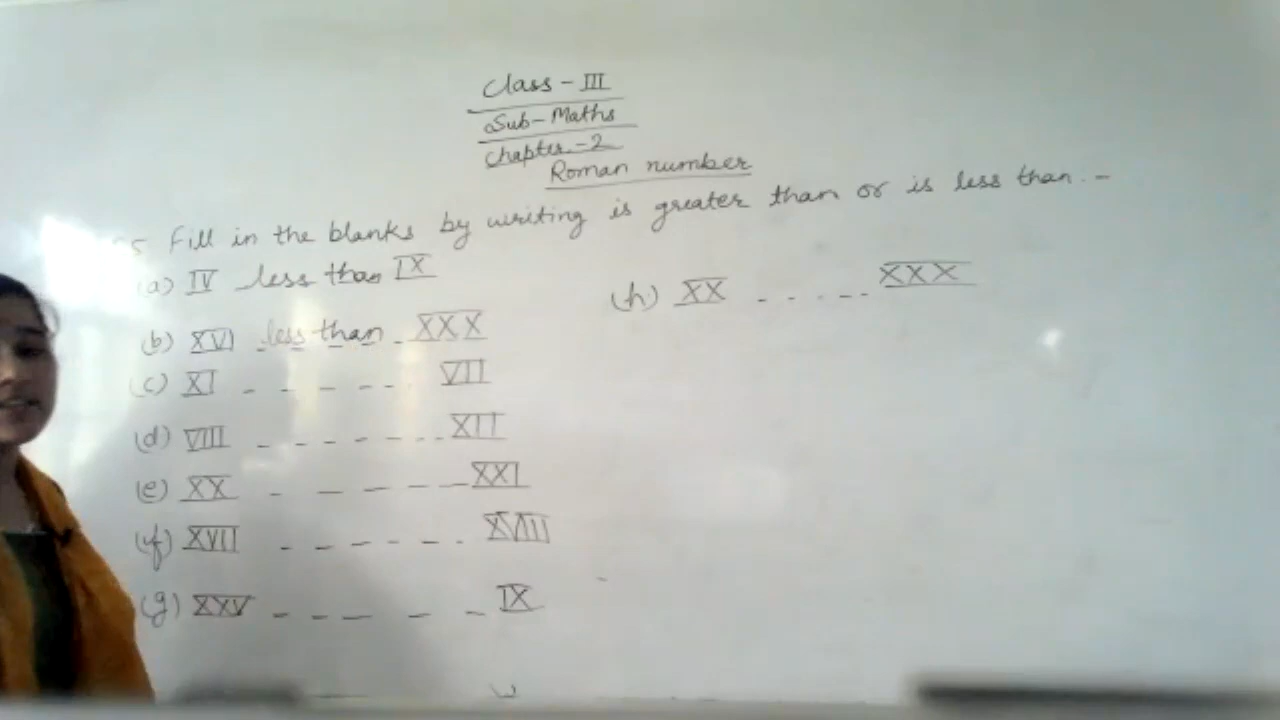 Class - III
Sub - Maths
Chapter - 2
Roman number
5 Fill in the blanks by writing is greater than or is less than. -
(a) IV less than IX
(b) XVI less than XXX
(c) XI - - - - - - VII
(d) VIII - - - - - - - XII
(e) XX - - - - - - XXI
(f) XVII - - - - - - - XVIII
(g) XXV - - - - - - IX
(h) XX - - - - - XXX